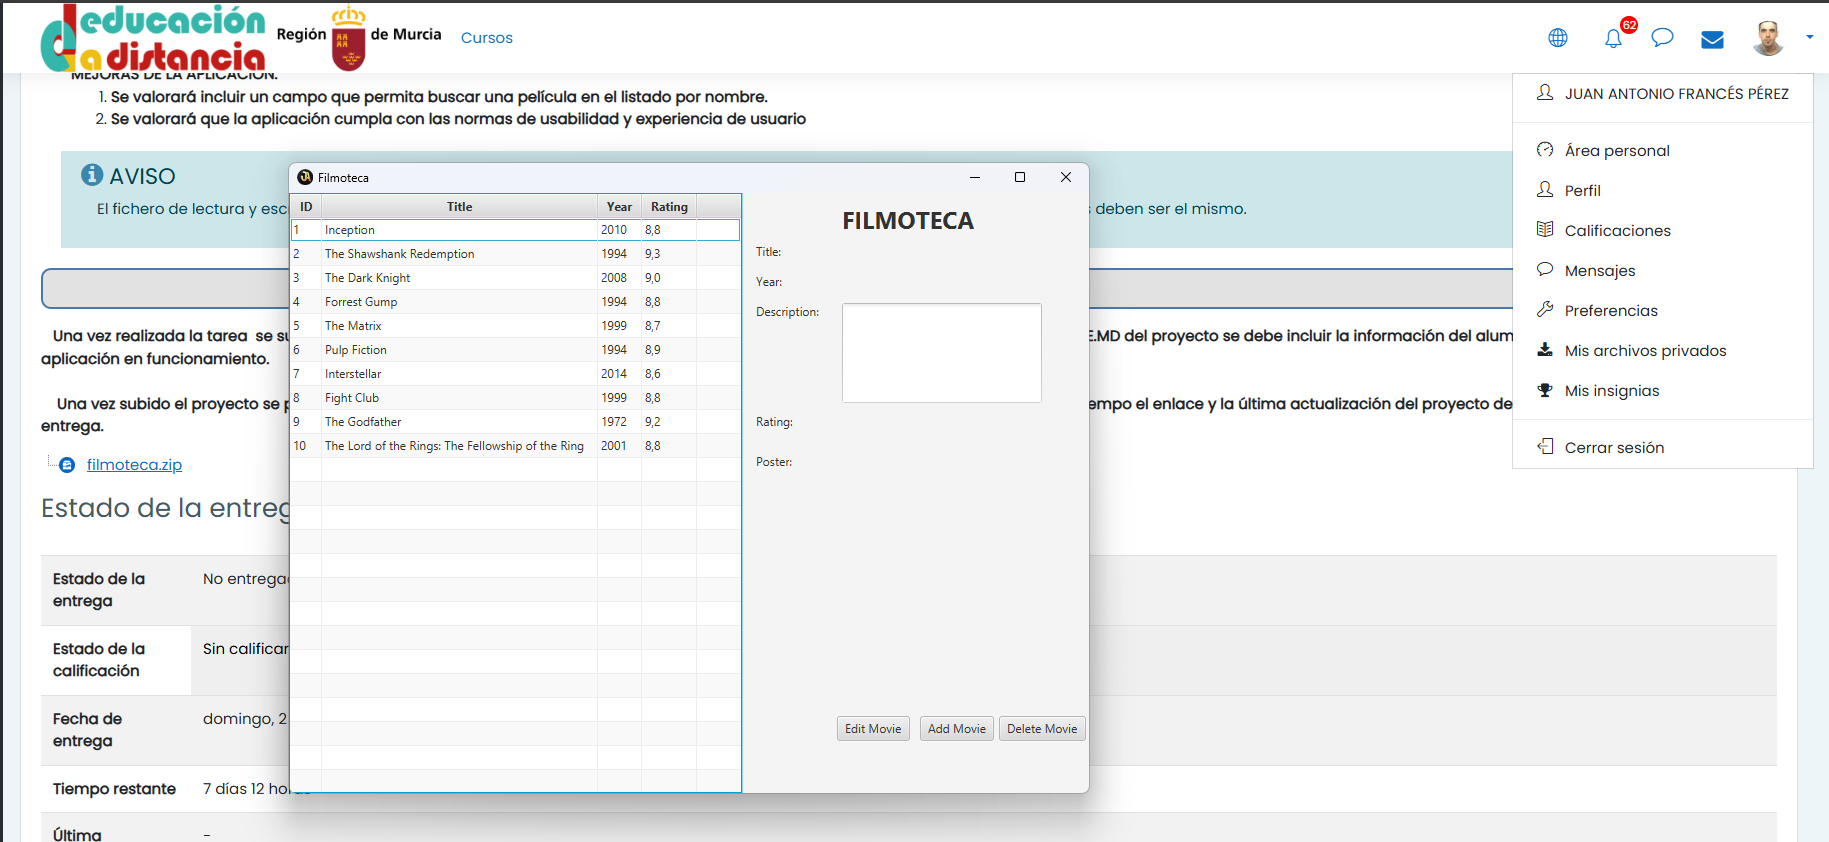 educación
a distancia
Región de Murcia
Cursos
62
MEJORAS DE LA APLICACIÓN.
1. Se valorará incluir un campo que permita buscar una película en el listado por nombre.
2. Se valorará que la aplicación cumpla con las normas de usabilidad y experiencia de usuario
JUAN ANTONIO FRANCÉS PÉREZ
Área personal
Perfil
Calificaciones
Mensajes
Preferencias
Mis archivos privados
Mis insignias
Cerrar sesión
AVISO
El fichero de lectura y esc
deben ser el mismo.
Una vez realizada la tarea se su
E.MD del proyecto se debe incluir la información del alum
aplicación en funcionamiento.
Una vez subido el proyecto se p
empo el enlace y la última actualización del proyecto de
entrega.
filmoteca.zip
Estado de la entreg
Estado de la entrega
No entrega
Estado de la calificación
Sin calificar
Fecha de entrega
domingo, 2
Tiempo restante
7 días 12 horas
Última
-
JA
Filmoteca
ID Title Year Rating
1 Inception 2010 8,8
2 The Shawshank Redemption 1994 9,3
3 The Dark Knight 2008 9,0
4 Forrest Gump 1994 8,8
5 The Matrix 1999 8,7
6 Pulp Fiction 1994 8,9
7 Interstellar 2014 8,6
8 Fight Club 1999 8,8
9 The Godfather 1972 9,2
10 The Lord of the Rings: The Fellowship of the Ring 2001 8,8
FILMOTECA
Title:
Year:
Description:
Rating:
Poster:
Edit Movie
Add Movie
Delete Movie